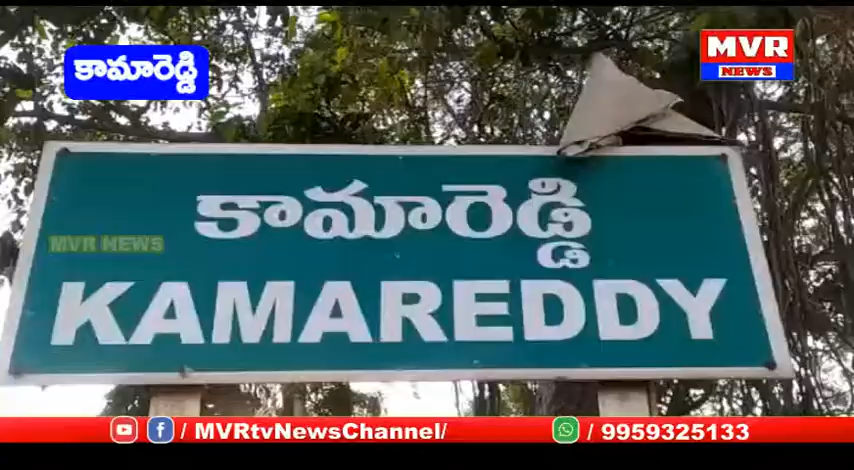 కామారెడ్డి
MVR
NEWS
కామారెడ్డి
MVR NEWS
KAMAREDDY
/ MVRtvNewsChannel/
/ 9959325133